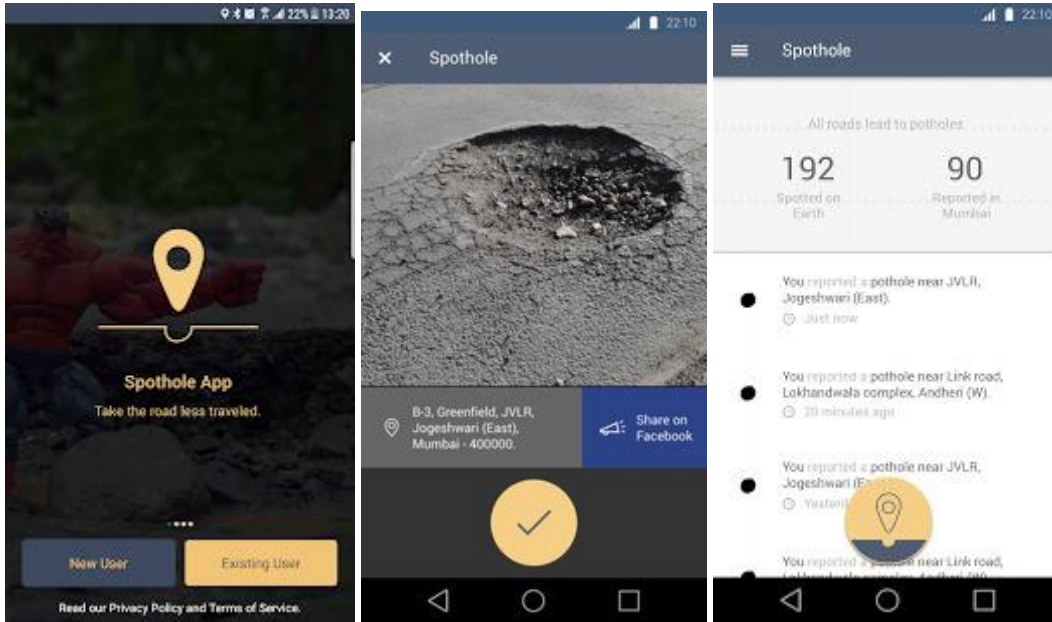 22% 13:20
Spothole App
Take the road less traveled.
New User
Existing User
Read our Privacy Policy and Terms of Service.
22:10
Spothole
B-3, Greenfield, JVLR,
Jogeshwari (East),
Mumbai - 400000.
Share on
Facebook
22:10
Spothole
All roads lead to potholes
192
Spotted on
Earth
90
Reported in
Mumbai
You reported a pothole near JVLR,
Jogeshwari (East).
Just now
You reported a pothole near Link road,
Lokhandwala complex, Andheri (W).
20 minutes ago
You reported a pothole near JVLR,
Jogeshwari
You reported a pothole near Link road,